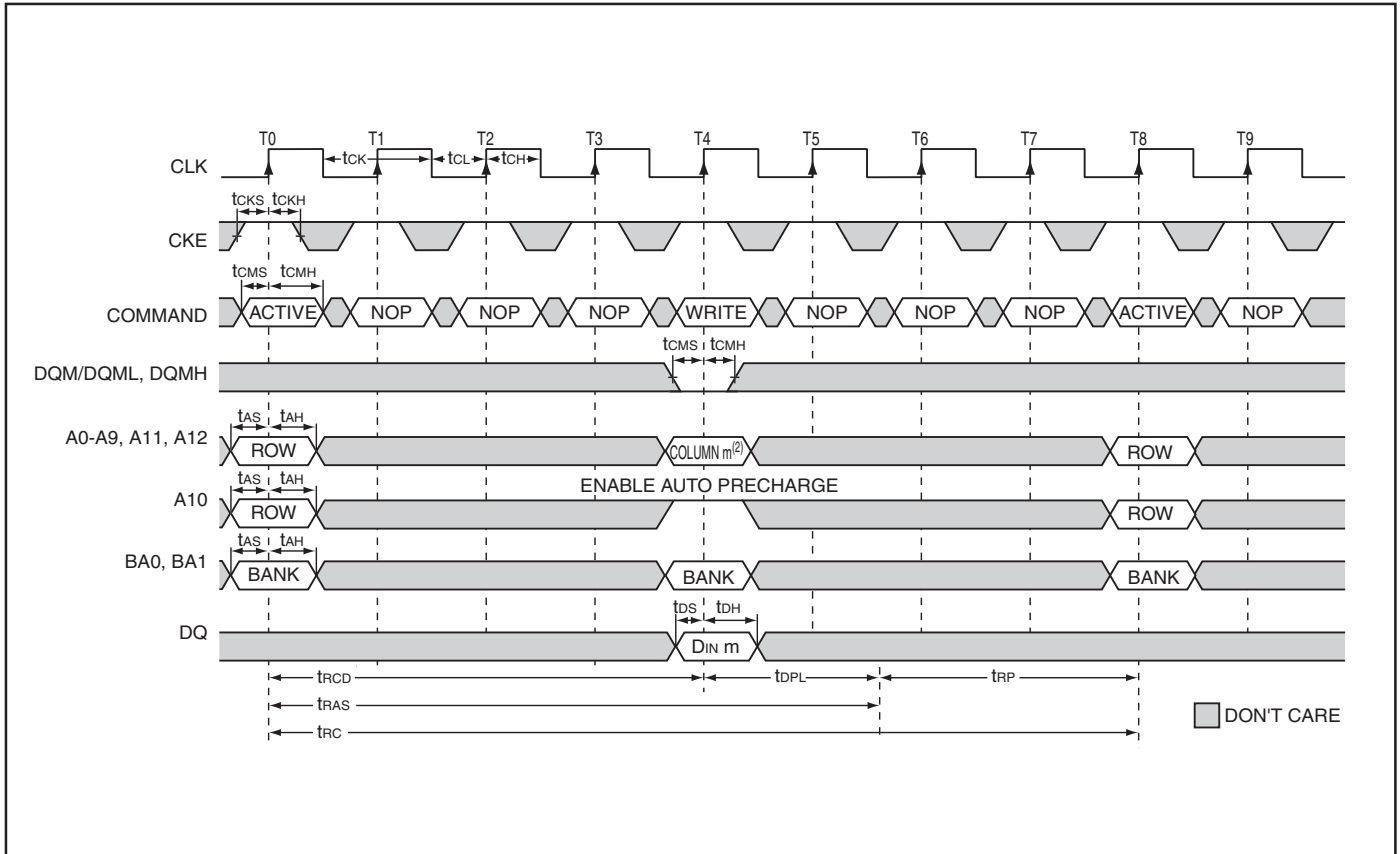 T0 T1 T2 T3 T4 T5 T6 T7 T8 T9
CLK tCK tCL tCH
tCKS tCKH
CKE
tCMS tCMH
COMMAND ACTIVE NOP NOP NOP WRITE NOP NOP NOP ACTIVE NOP
tCMS tCMH
DQM/DQML, DQMH
tAS tAH
A0-A9, A11, A12 ROW COLUMN m(2) ROW
tAS tAH ENABLE AUTO PRECHARGE
A10 ROW ROW
tAS tAH
BA0, BA1 BANK BANK BANK
tDS tDH
DQ DIN m
tRCD tDPL tRP
tRAS
DON'T CARE
tRC